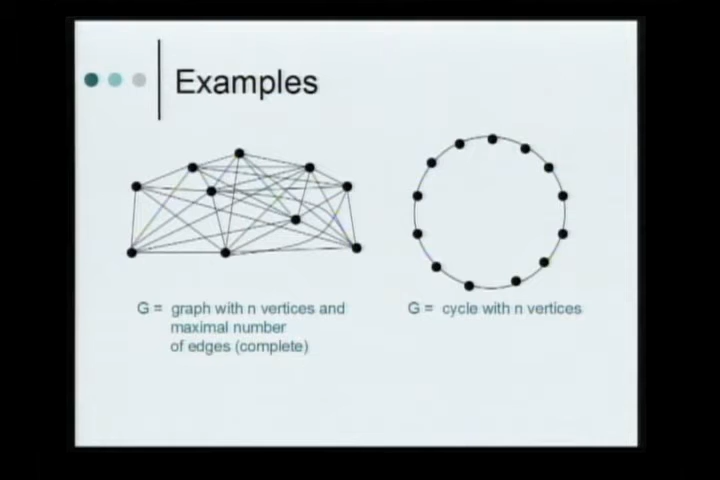 Examples
G = graph with n vertices and
maximal number
of edges (complete)
G = cycle with n vertices